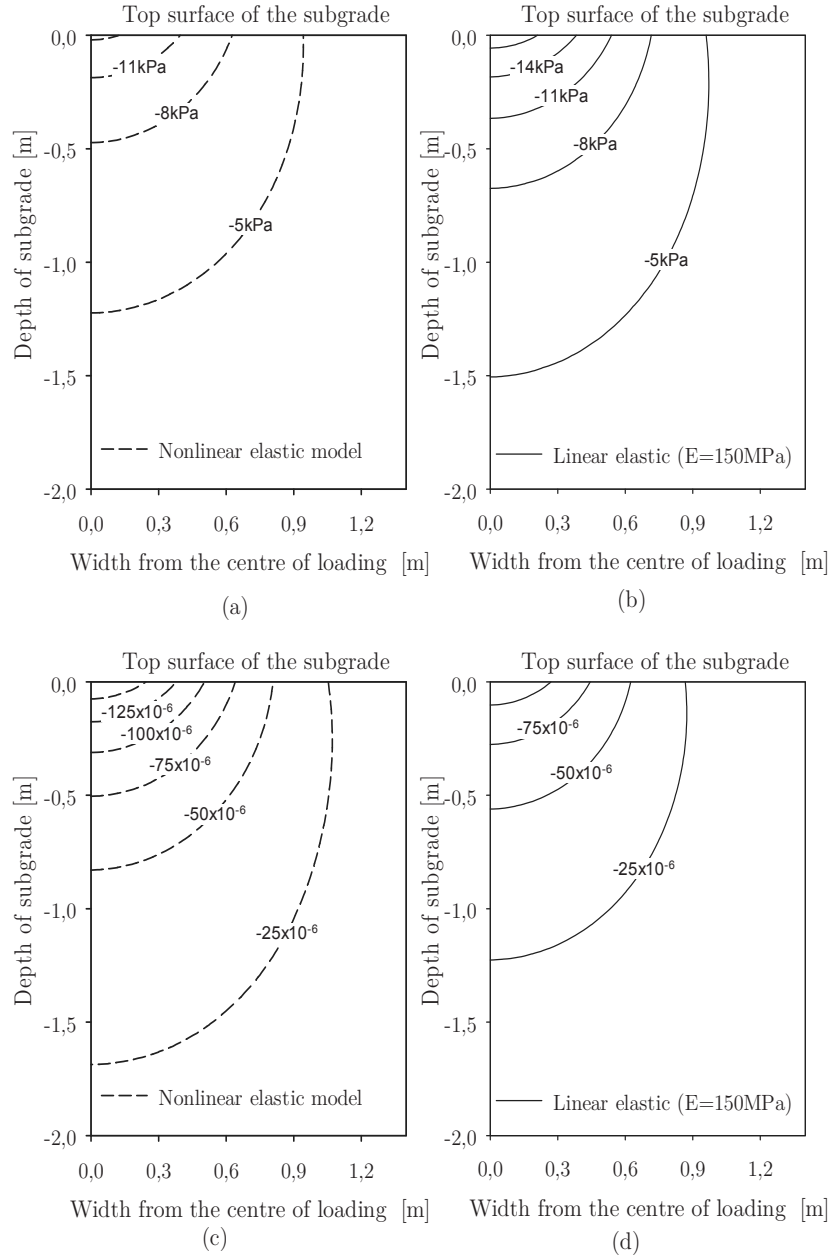 Top surface of the subgrade
0,0
-0,5
-1,0
-1,5
-2,0
Depth of subgrade [m]
-11kPa
-8kPa
-5kPa
Nonlinear elastic model
0,0 0,3 0,6 0,9 1,2
Width from the centre of loading [m]
(a)
Top surface of the subgrade
0,0
-0,5
-1,0
-1,5
-2,0
Depth of subgrade [m]
-14kPa
-11kPa
-8kPa
-5kPa
Linear elastic (E=150MPa)
0,0 0,3 0,6 0,9 1,2
Width from the centre of loading [m]
(b)
Top surface of the subgrade
0,0
-0,5
-1,0
-1,5
-2,0
Depth of subgrade [m]
-125x10⁻⁶
-100x10⁻⁶
-75x10⁻⁶
-50x10⁻⁶
-25x10⁻⁶
Nonlinear elastic model
0,0 0,3 0,6 0,9 1,2
Width from the centre of loading [m]
(c)
Top surface of the subgrade
0,0
-0,5
-1,0
-1,5
-2,0
Depth of subgrade [m]
-75x10⁻⁶
-50x10⁻⁶
-25x10⁻⁶
Linear elastic (E=150MPa)
0,0 0,3 0,6 0,9 1,2
Width from the centre of loading [m]
(d)